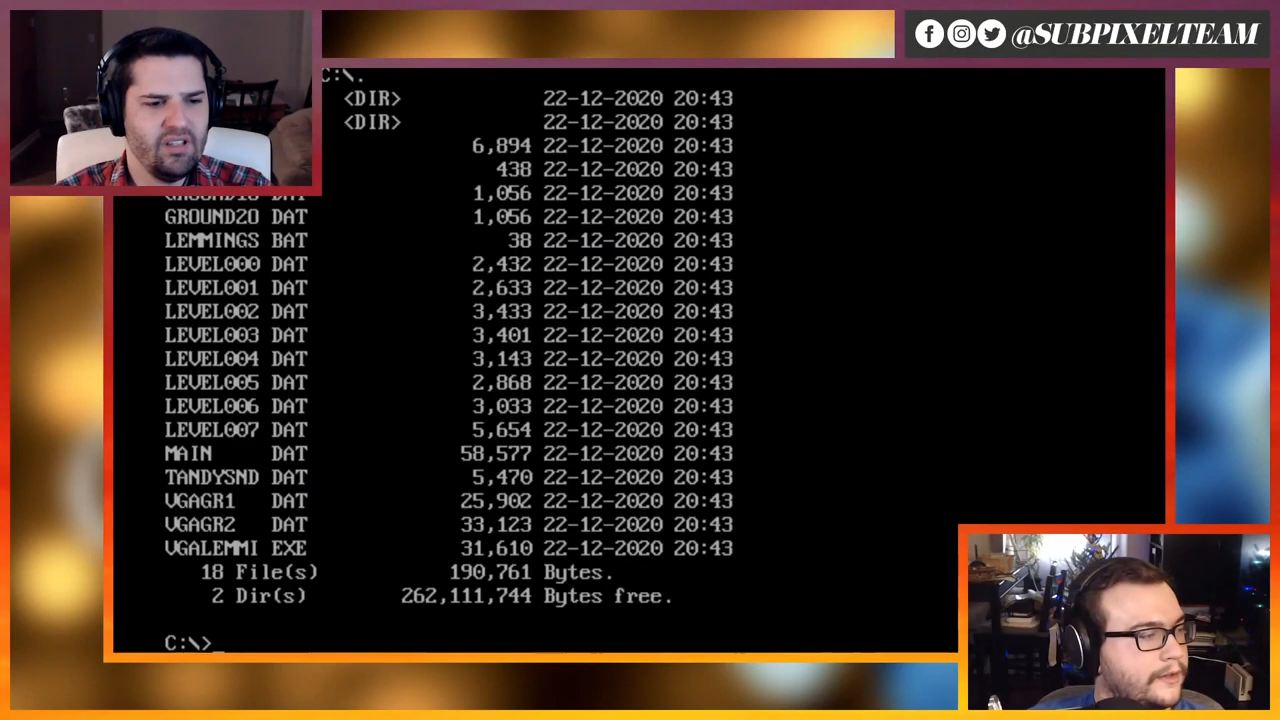 @SUBPIXELTEAM
C:\.
<DIR> 22-12-2020 20:43
<DIR> 22-12-2020 20:43
6,894 22-12-2020 20:43
438 22-12-2020 20:43
1,056 22-12-2020 20:43
GROUND2O DAT 1,056 22-12-2020 20:43
LEMMINGS BAT 38 22-12-2020 20:43
LEVEL000 DAT 2,432 22-12-2020 20:43
LEVEL001 DAT 2,633 22-12-2020 20:43
LEVEL002 DAT 3,433 22-12-2020 20:43
LEVEL003 DAT 3,401 22-12-2020 20:43
LEVEL004 DAT 3,143 22-12-2020 20:43
LEVEL005 DAT 2,868 22-12-2020 20:43
LEVEL006 DAT 3,033 22-12-2020 20:43
LEVEL007 DAT 5,654 22-12-2020 20:43
MAIN DAT 58,577 22-12-2020 20:43
TANDYSND DAT 5,470 22-12-2020 20:43
VGAGR1 DAT 25,902 22-12-2020 20:43
VGAGR2 DAT 33,123 22-12-2020 20:43
VGALEMMI EXE 31,610 22-12-2020 20:43
18 File(s) 190,761 Bytes.
2 Dir(s) 262,111,744 Bytes free.
C:\>_